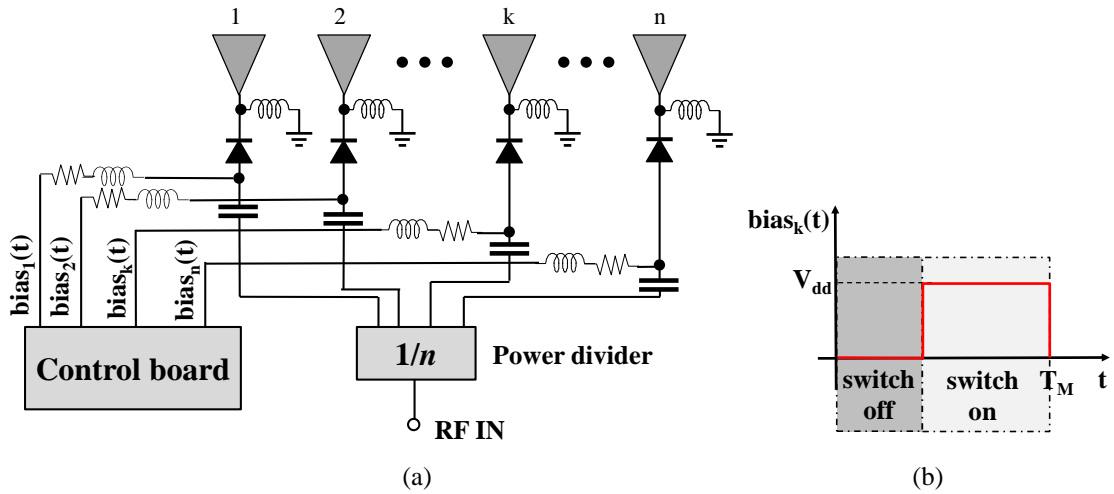 1
2
k
n
bias1(t)
bias2(t)
biask(t)
biasn(t)
Control board
1/n
Power divider
RF IN
(a)
biask(t)
Vdd
switch off
switch on
TM
t
(b)